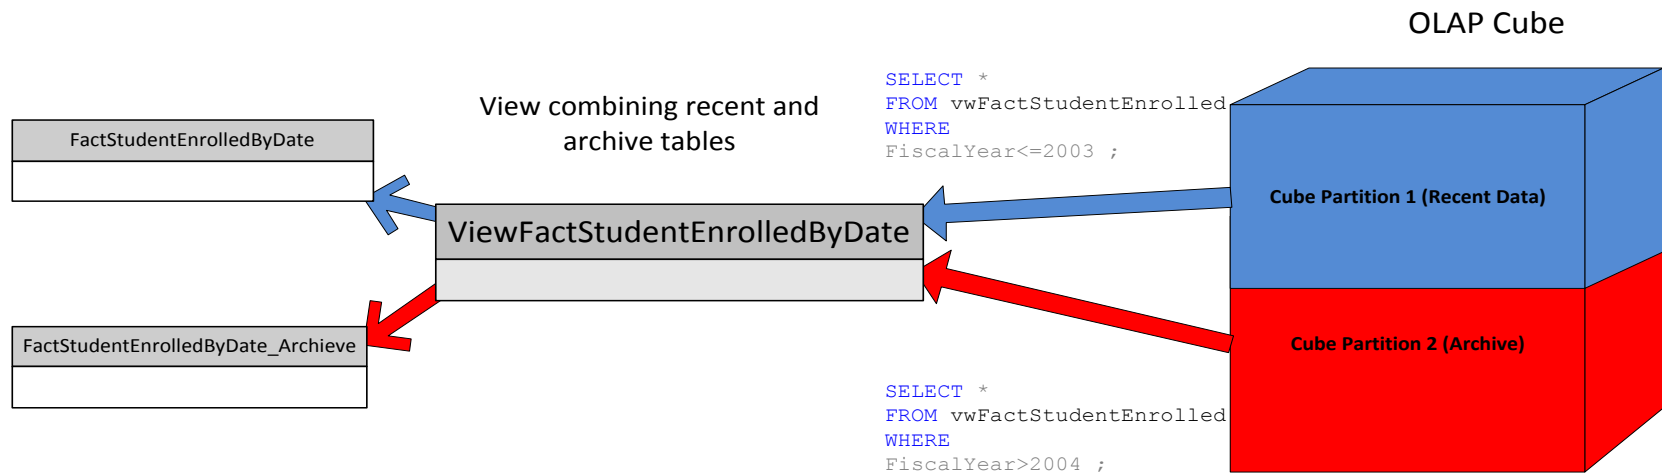 OLAP Cube
SELECT *
FROM vwFactStudentEnrolled
WHERE
FiscalYear<=2003 ;
View combining recent and
archive tables
FactStudentEnrolledByDate
Cube Partition 1 (Recent Data)
ViewFactStudentEnrolledByDate
FactStudentEnrolledByDate_Archieve
Cube Partition 2 (Archive)
SELECT *
FROM vwFactStudentEnrolled
WHERE
FiscalYear>2004 ;